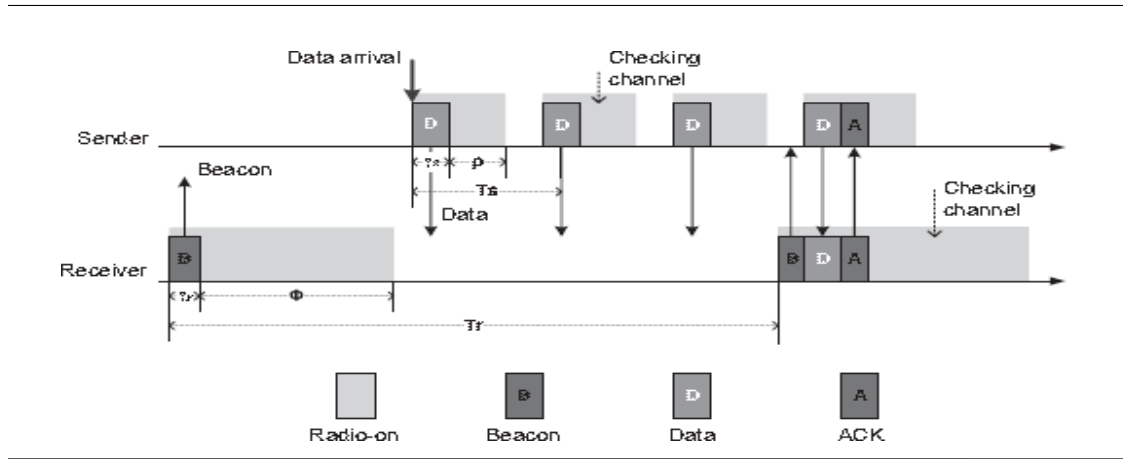 Data arrival
Checking
channel
D
D
D
D
A
Sender
Beacon
ρ
Ts
Data
Checking
channel
B
B
D
A
Receiver
Φ
Tr
B
D
A
Radio-on
Beacon
Data
ACK